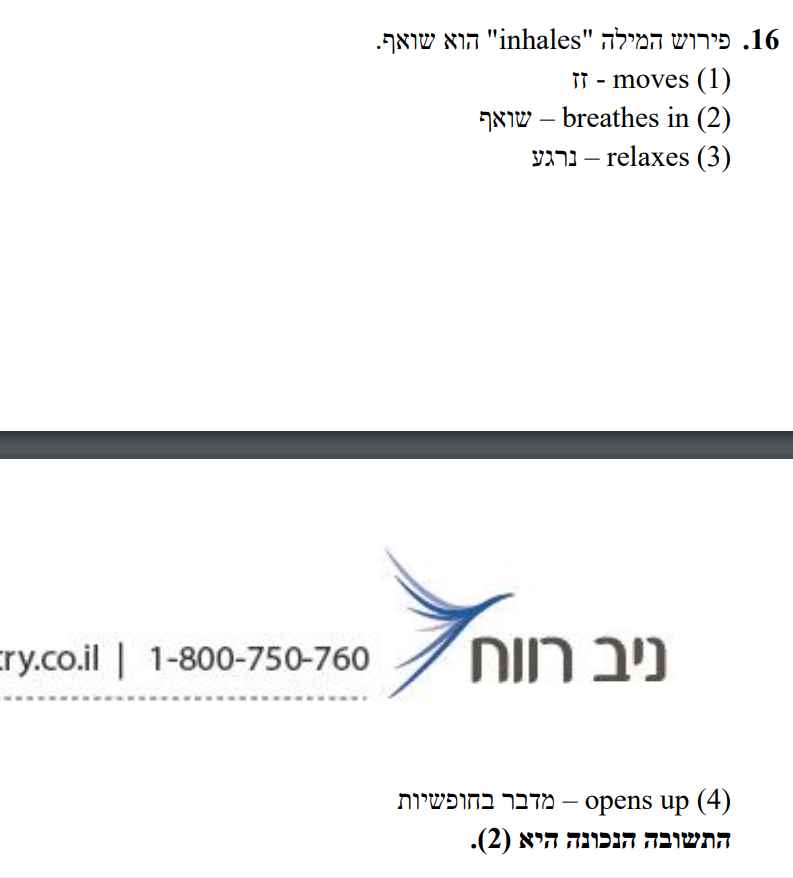 16. פירוש המילה "inhales" הוא שואף.
(1) moves - זז
(2) breathes in – שואף
(3) relaxes – נרגע
ניב רווח
try.co.il | 1-800-750-760
(4) opens up – מדבר בחופשיות
התשובה הנכונה היא (2).